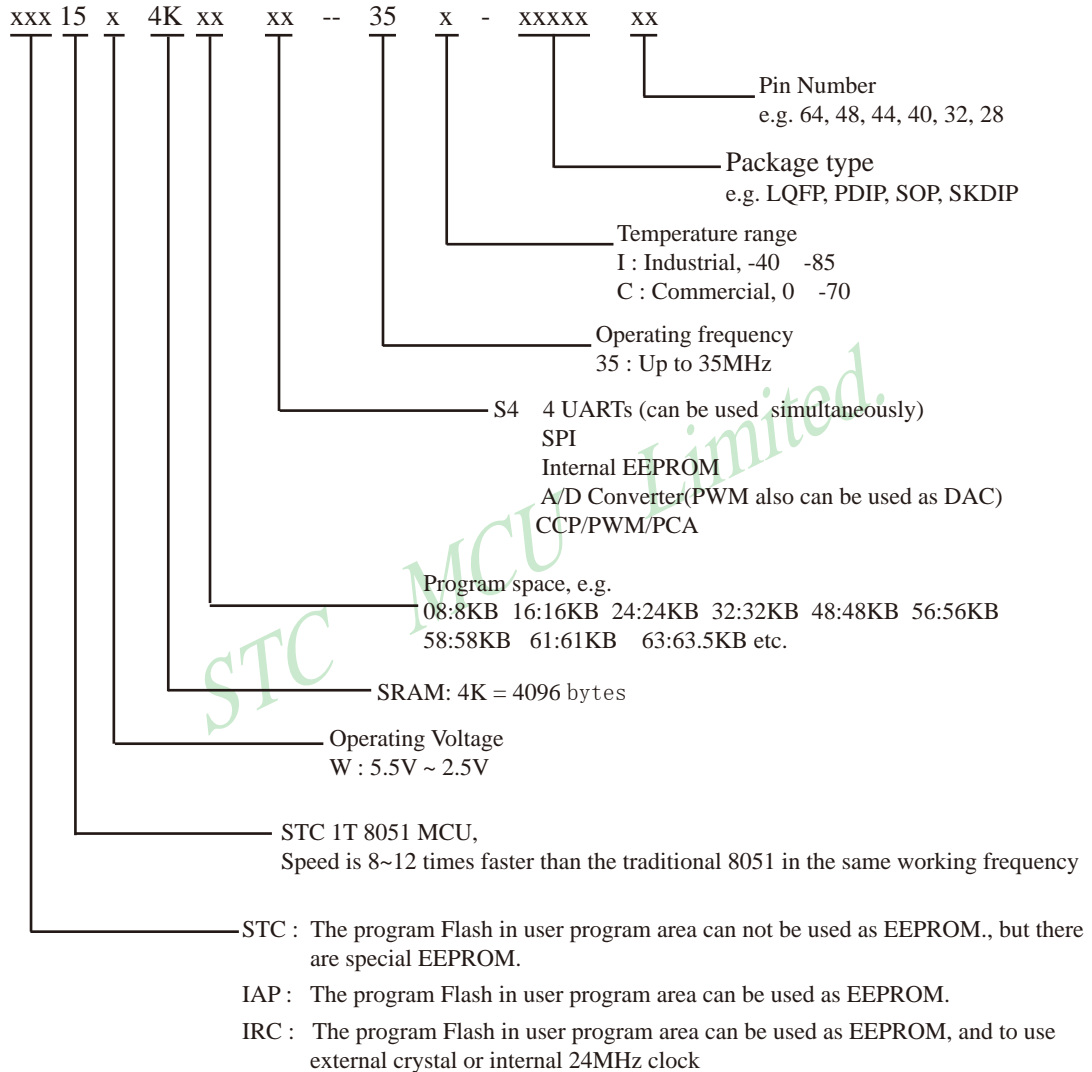 xxx 15 x 4K xx xx -- 35 x - xxxxx xx
Pin Number
e.g. 64, 48, 44, 40, 32, 28
Package type
e.g. LQFP, PDIP, SOP, SKDIP
Temperature range
I : Industrial, -40 -85
C : Commercial, 0 -70
Operating frequency
35 : Up to 35MHz
S4 4 UARTs (can be used simultaneously)
SPI
Internal EEPROM
A/D Converter(PWM also can be used as DAC)
CCP/PWM/PCA
Program space, e.g.
08:8KB 16:16KB 24:24KB 32:32KB 48:48KB 56:56KB
58:58KB 61:61KB 63:63.5KB etc.
SRAM: 4K = 4096 bytes
Operating Voltage
W : 5.5V ~ 2.5V
STC 1T 8051 MCU,
Speed is 8~12 times faster than the traditional 8051 in the same working frequency
STC : The program Flash in user program area can not be used as EEPROM., but there
are special EEPROM.
IAP : The program Flash in user program area can be used as EEPROM.
IRC : The program Flash in user program area can be used as EEPROM, and to use
external crystal or internal 24MHz clock
STC MCU Limited.